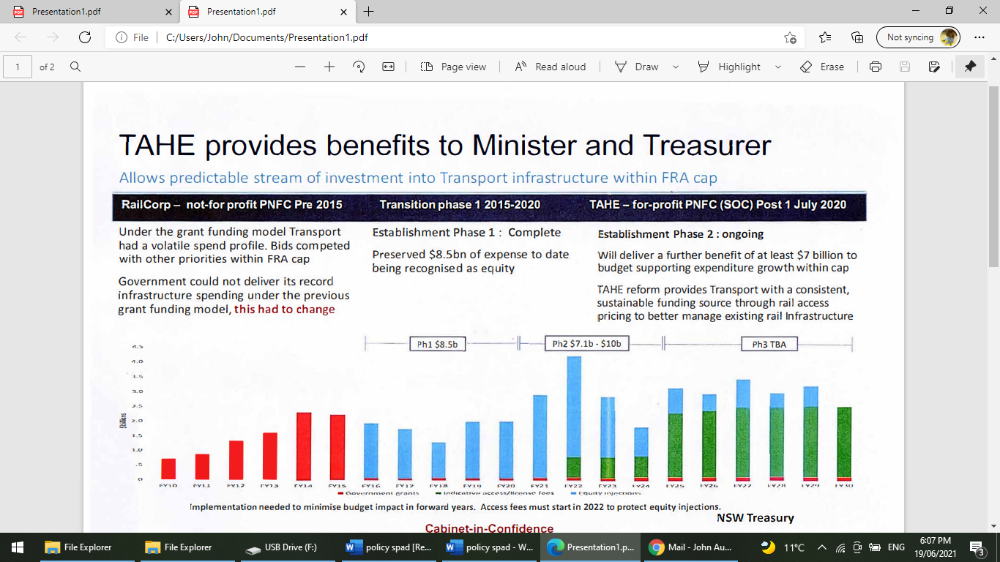 Presentation1.pdf
Presentation1.pdf
File
C:/Users/John/Documents/Presentation1.pdf
Not syncing
1
of 2
Page view
Read aloud
Draw
Highlight
Erase
TAHE provides benefits to Minister and Treasurer
Allows predictable stream of investment into Transport infrastructure within FRA cap
RailCorp – not-for profit PNFC Pre 2015
Transition phase 1 2015-2020
TAHE – for-profit PNFC (SOC) Post 1 July 2020
Under the grant funding model Transport
had a volatile spend profile. Bids competed
with other priorities within FRA cap
Government could not deliver its record
infrastructure spending under the previous
grant funding model, this had to change
Establishment Phase 1 : Complete
Preserved $8.5bn of expense to date
being recognised as equity
Establishment Phase 2 : ongoing
Will deliver a further benefit of at least $7 billion to
budget supporting expenditure growth within cap
TAHE reform provides Transport with a consistent,
sustainable funding source through rail access
pricing to better manage existing rail Infrastructure
Ph1 $8.5b
Ph2 $7.1b - $10b
Ph3 TBA
$billions
4.5
4.0
3.5
3.0
2.5
2.0
1.5
1.0
.5
0
FY10
FY11
FY12
FY13
FY14
FY15
FY16
FY17
FY18
FY19
FY20
FY21
FY22
FY23
FY24
FY25
FY26
FY27
FY28
FY29
FY30
Government grants
Indicative access/license fees
Equity injections
Implementation needed to minimise budget impact in forward years. Access fees must start in 2022 to protect equity injections.
NSW Treasury
Cabinet-in-Confidence
File Explorer
File Explorer
USB Drive (F:)
policy spad [Re...
policy spad - W...
Presentation1.p...
Mail - John Au...
11°C
ENG
6:07 PM
19/06/2021
3